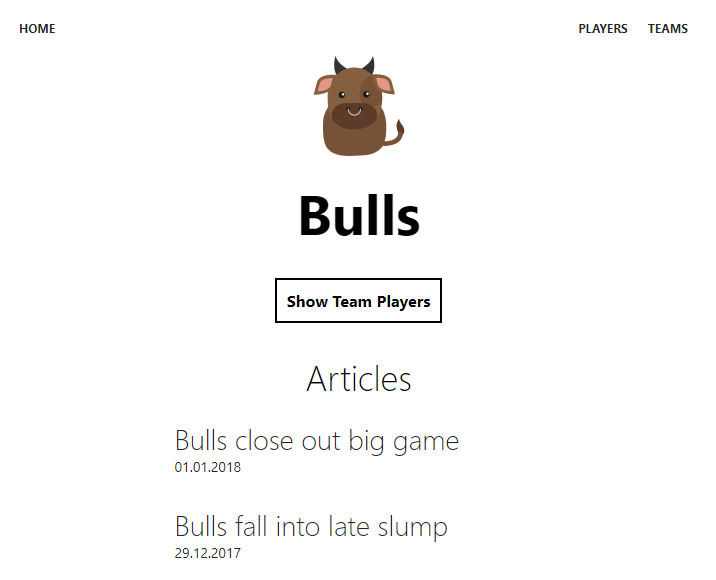 HOME
PLAYERS TEAMS
Bulls
Show Team Players
Articles
Bulls close out big game
01.01.2018
Bulls fall into late slump
29.12.2017